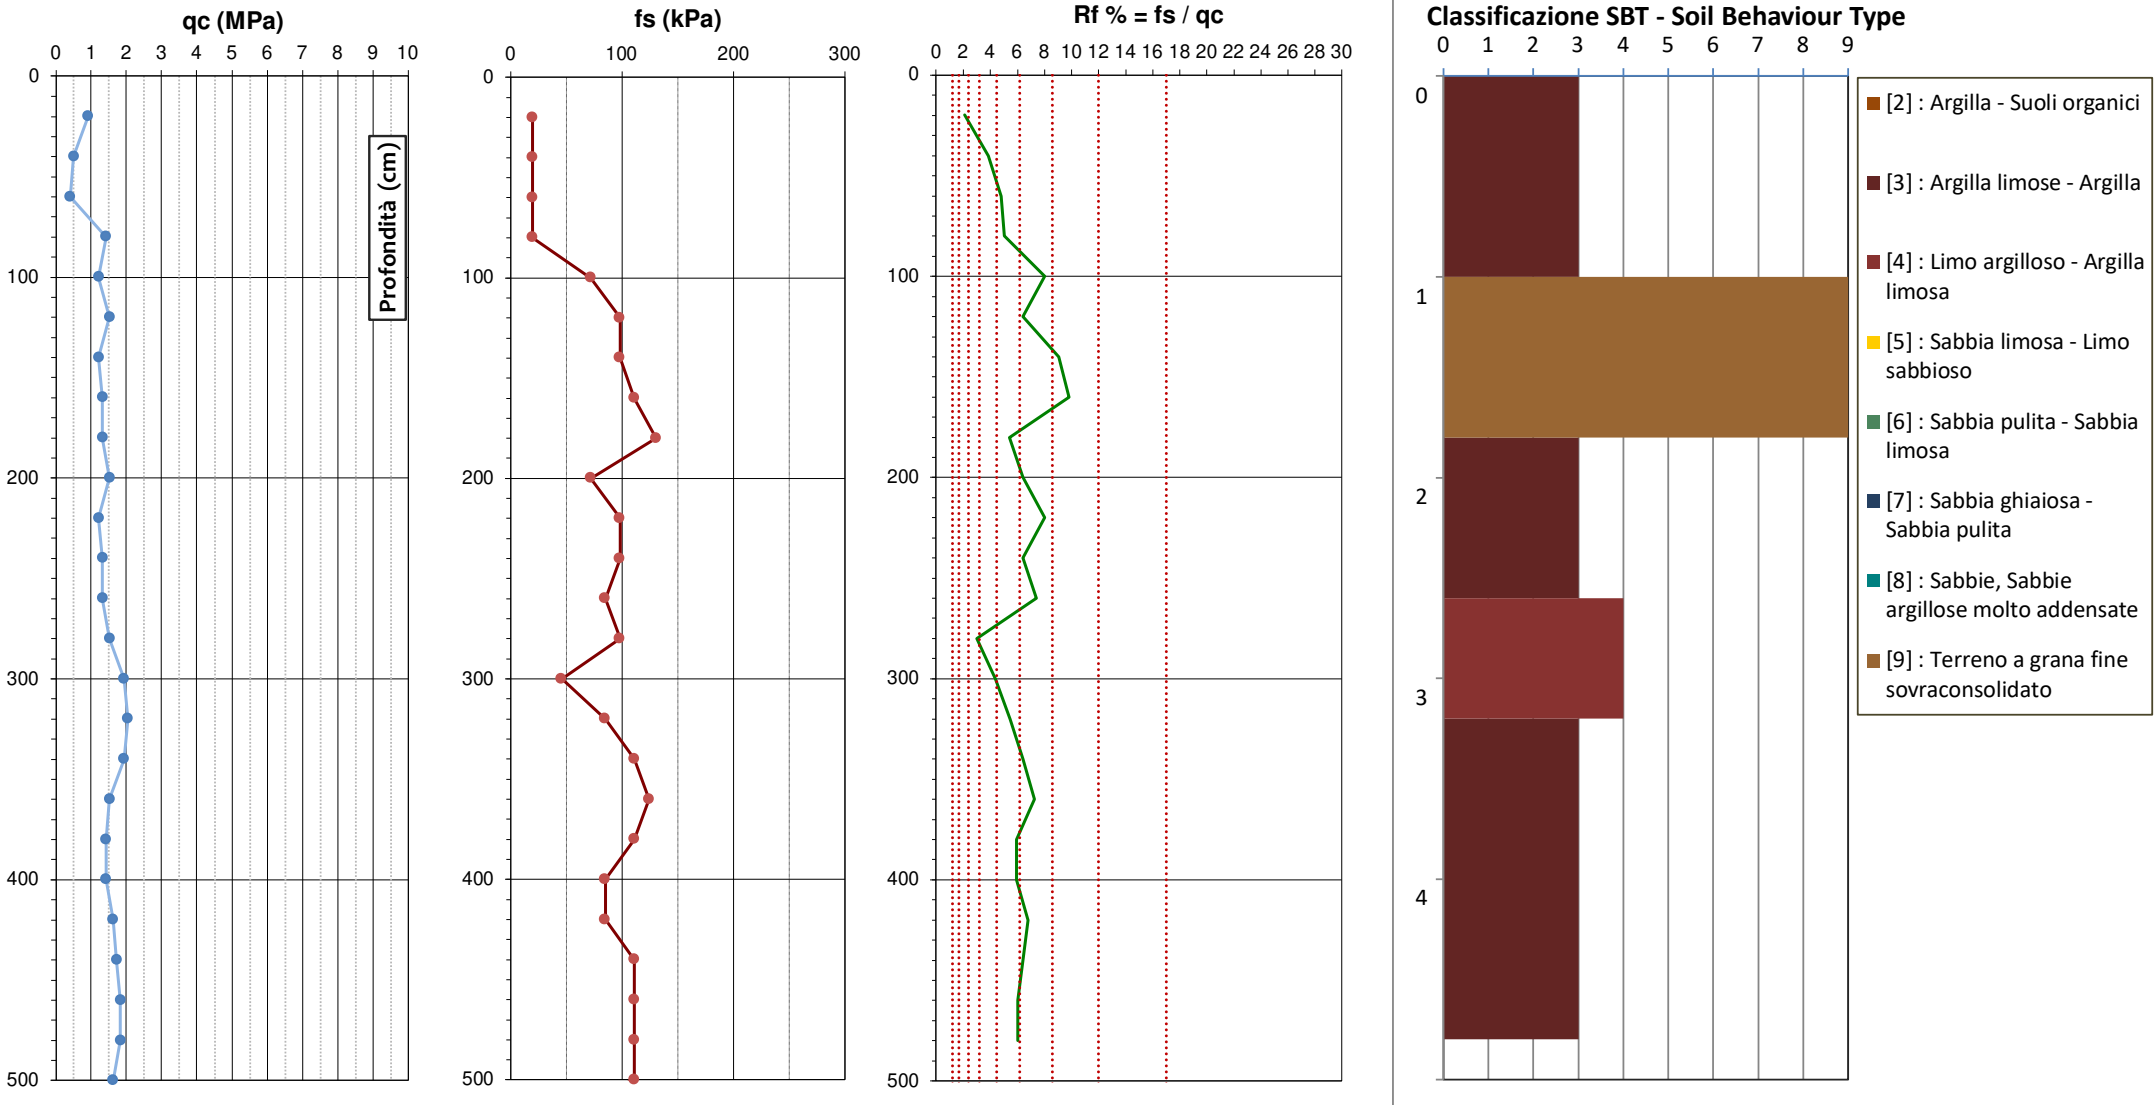 qc (MPa)
0 1 2 3 4 5 6 7 8 9 10
0
100
200
300
400
500
Profondità (cm)
fs (kPa)
0 100 200 300
0
100
200
300
400
500
Rf % = fs / qc
0 2 4 6 8 10 12 14 16 18 20 22 24 26 28 30
0
100
200
300
400
500
Classificazione SBT - Soil Behaviour Type
0 1 2 3 4 5 6 7 8 9
0
1
2
3
4
[2] : Argilla - Suoli organici
[3] : Argilla limose - Argilla
[4] : Limo argilloso - Argilla
limosa
[5] : Sabbia limosa - Limo
sabbioso
[6] : Sabbia pulita - Sabbia
limosa
[7] : Sabbia ghiaiosa -
Sabbia pulita
[8] : Sabbie, Sabbie
argillose molto addensate
[9] : Terreno a grana fine
sovraconsolidato